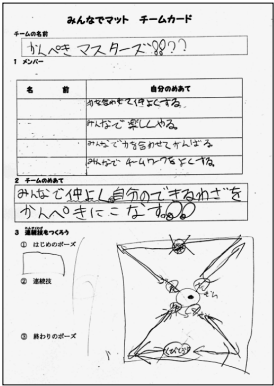 みんなでマット チームカード
チームの名前
かんぺき マスターズ!!??
1 メンバー
名 前 自分のめあて
を合わせて仲よくする。
みんなで楽しくやる。
みんなで力を合わせてがんばる
みんなでチームワークをよくする。
2 チームのめあて
みんなで仲よく自分のできるわざを
かんぺきにこなす!!
3 連続技をつくろう
① はじめのポーズ
② 連続技
③ 終わりのポーズ